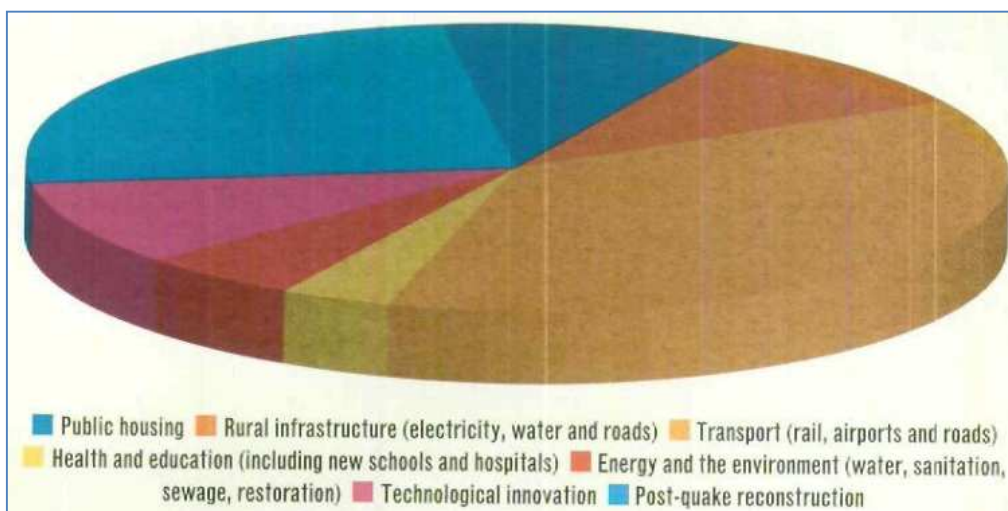 Public housing Rural infrastructure (electricity, water and roads) Transport (rail, airports and roads)
Health and education (including new schools and hospitals) Energy and the environment (water, sanitation,
sewage, restoration) Technological innovation Post-quake reconstruction